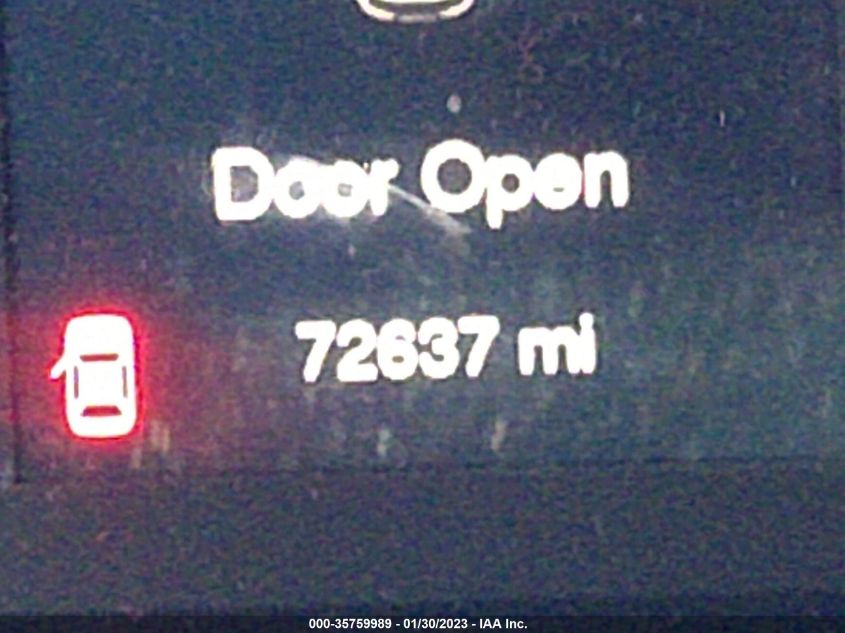 Door Open
72637 mi
000-35759989 - 01/30/2023 - IAA Inc.